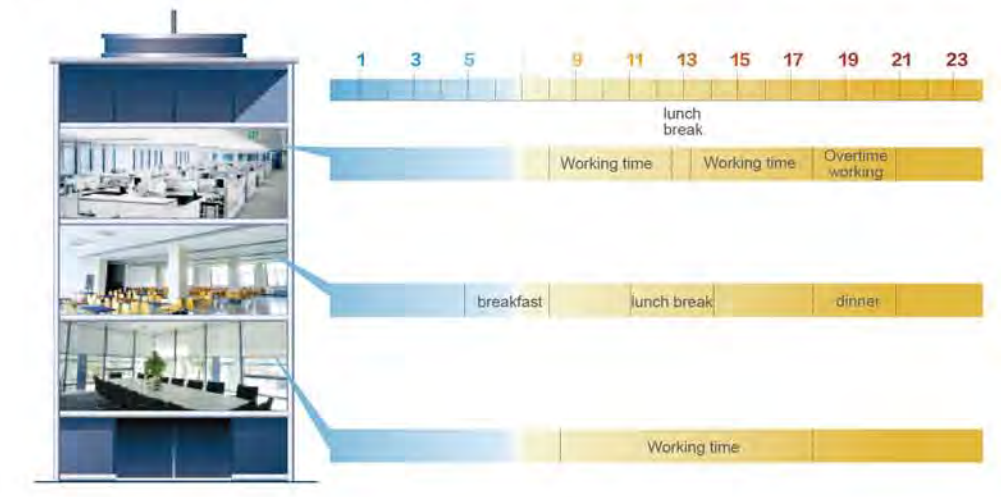 1 3 5 9 11 13 15 17 19 21 23
lunch
break
Working time Working time Overtime
working
breakfast lunch break dinner
Working time